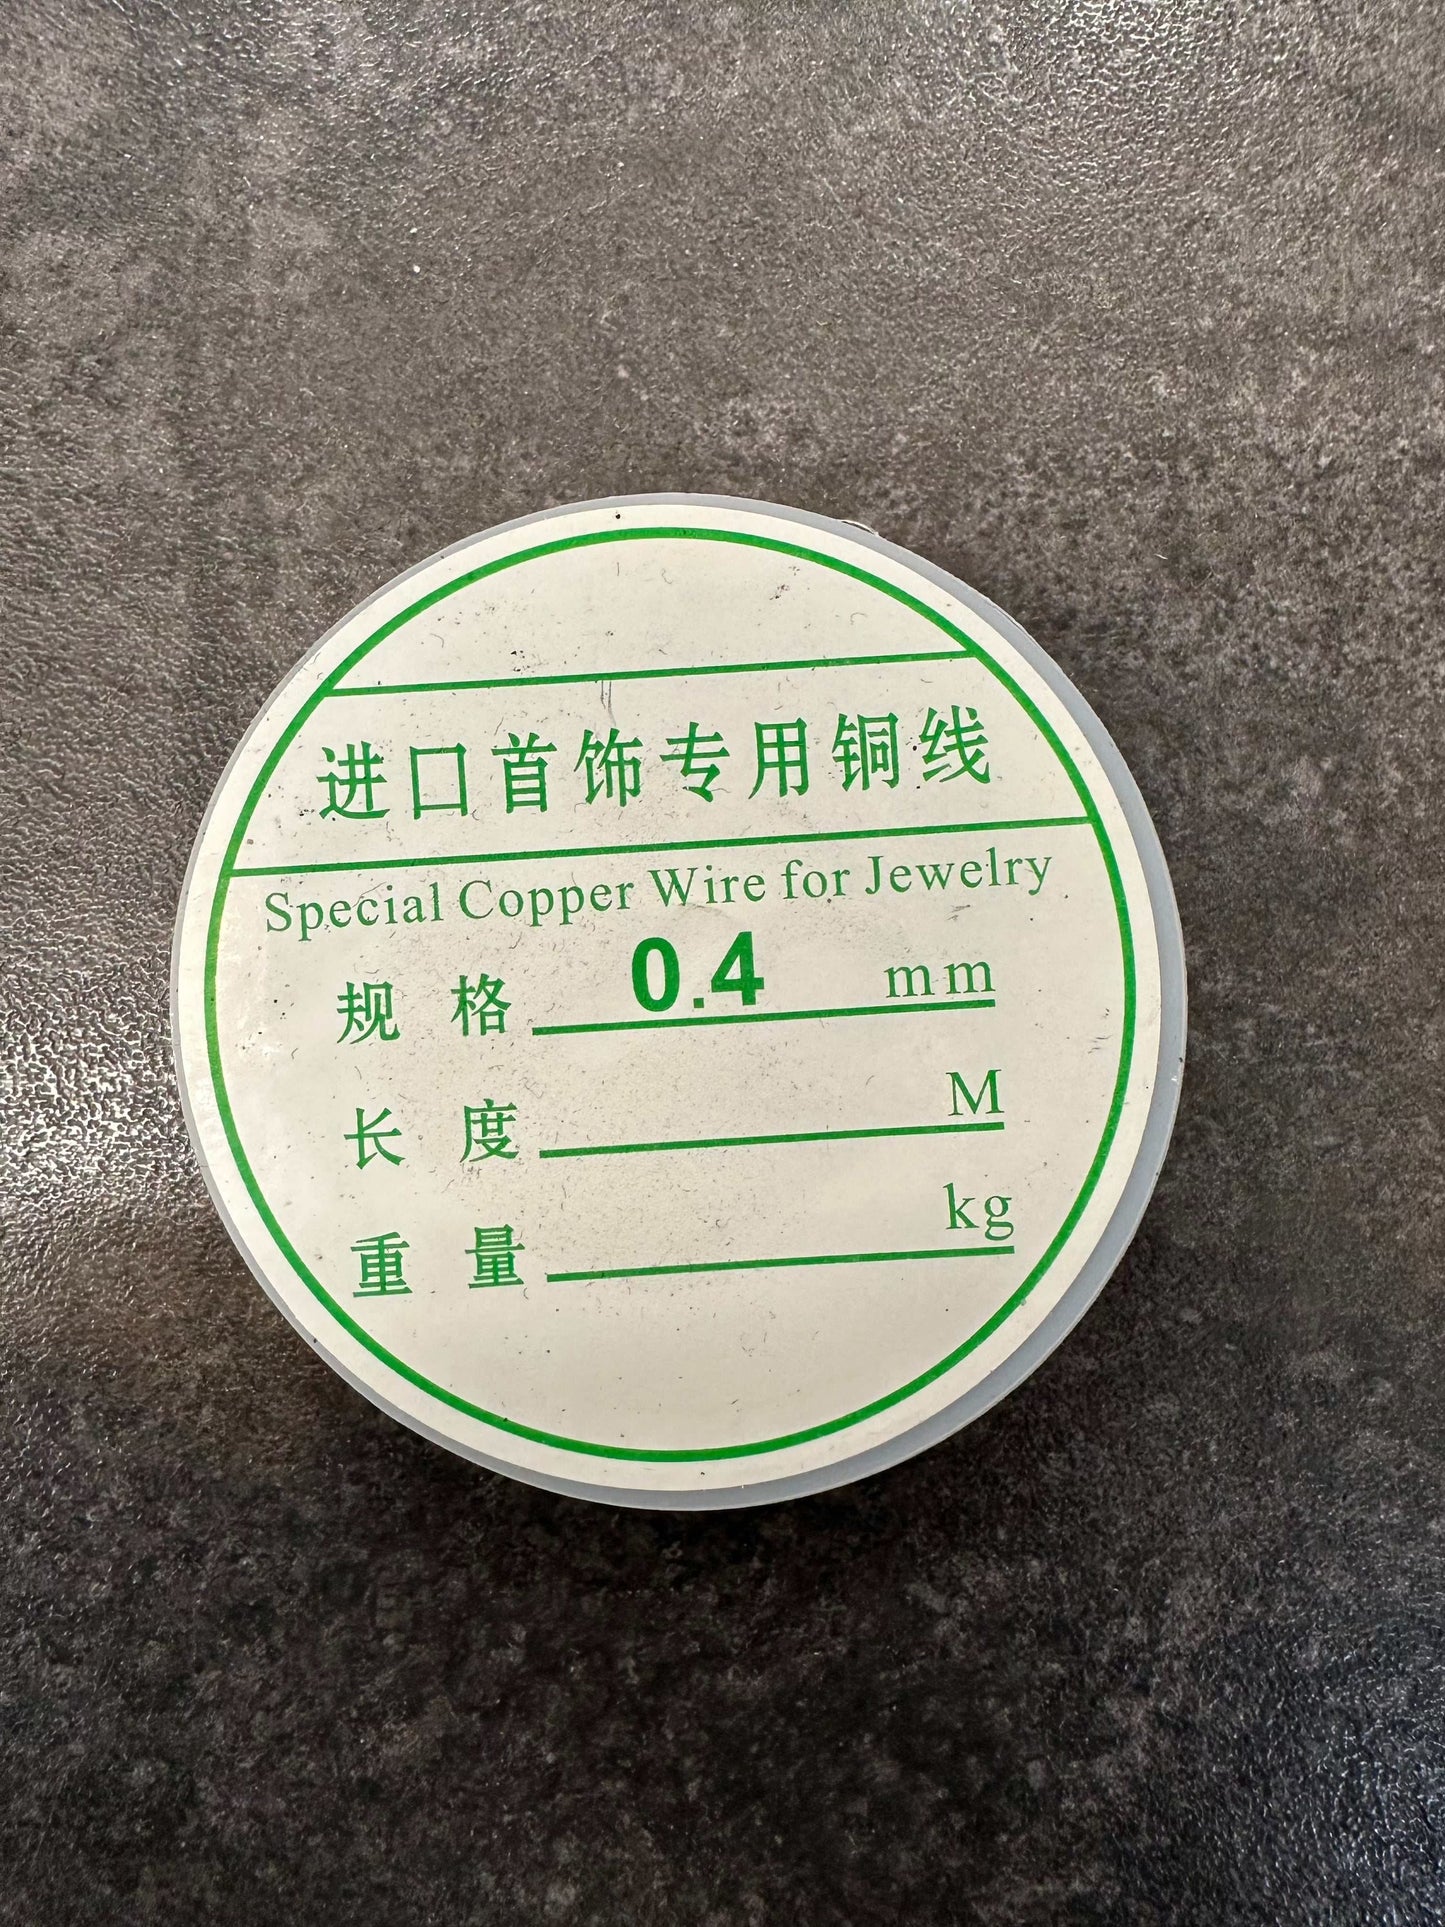 进口首饰专用铜线
Special Copper Wire for Jewelry
规 格 0.4 mm
长 度 M
重 量 kg